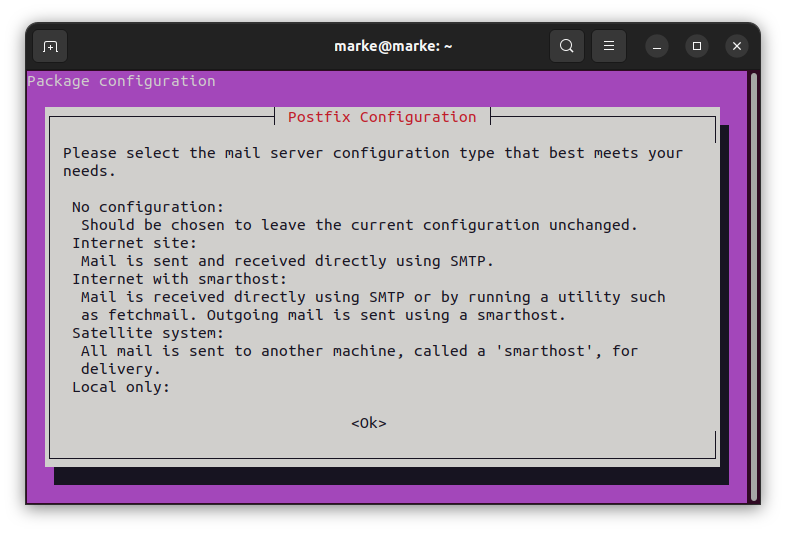 marke@marke: ~
Package configuration
Postfix Configuration
Please select the mail server configuration type that best meets your
needs.
No configuration:
Should be chosen to leave the current configuration unchanged.
Internet site:
Mail is sent and received directly using SMTP.
Internet with smarthost:
Mail is received directly using SMTP or by running a utility such
as fetchmail. Outgoing mail is sent using a smarthost.
Satellite system:
All mail is sent to another machine, called a 'smarthost', for
delivery.
Local only:
<Ok>